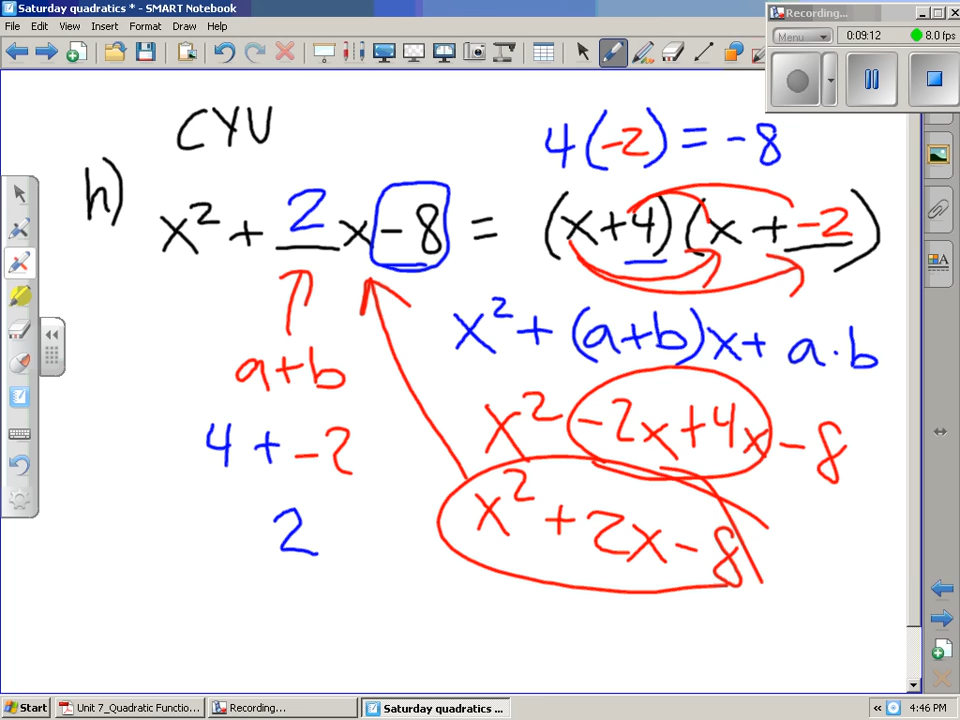 Saturday quadratics * - SMART Notebook
File Edit View Insert Format Draw Help
Recording...
Menu 0:09:12 8.0 fps
CYU
4(-2) = -8
h) x² + 2x - 8 = (x+4)(x + -2)
x² + (a+b)x + a·b
a+b
x² - 2x + 4x - 8
4 + -2
x² + 2x - 8
2
Start Unit 7_Quadratic Functio... Recording... Saturday quadratics ... « 4:46 PM